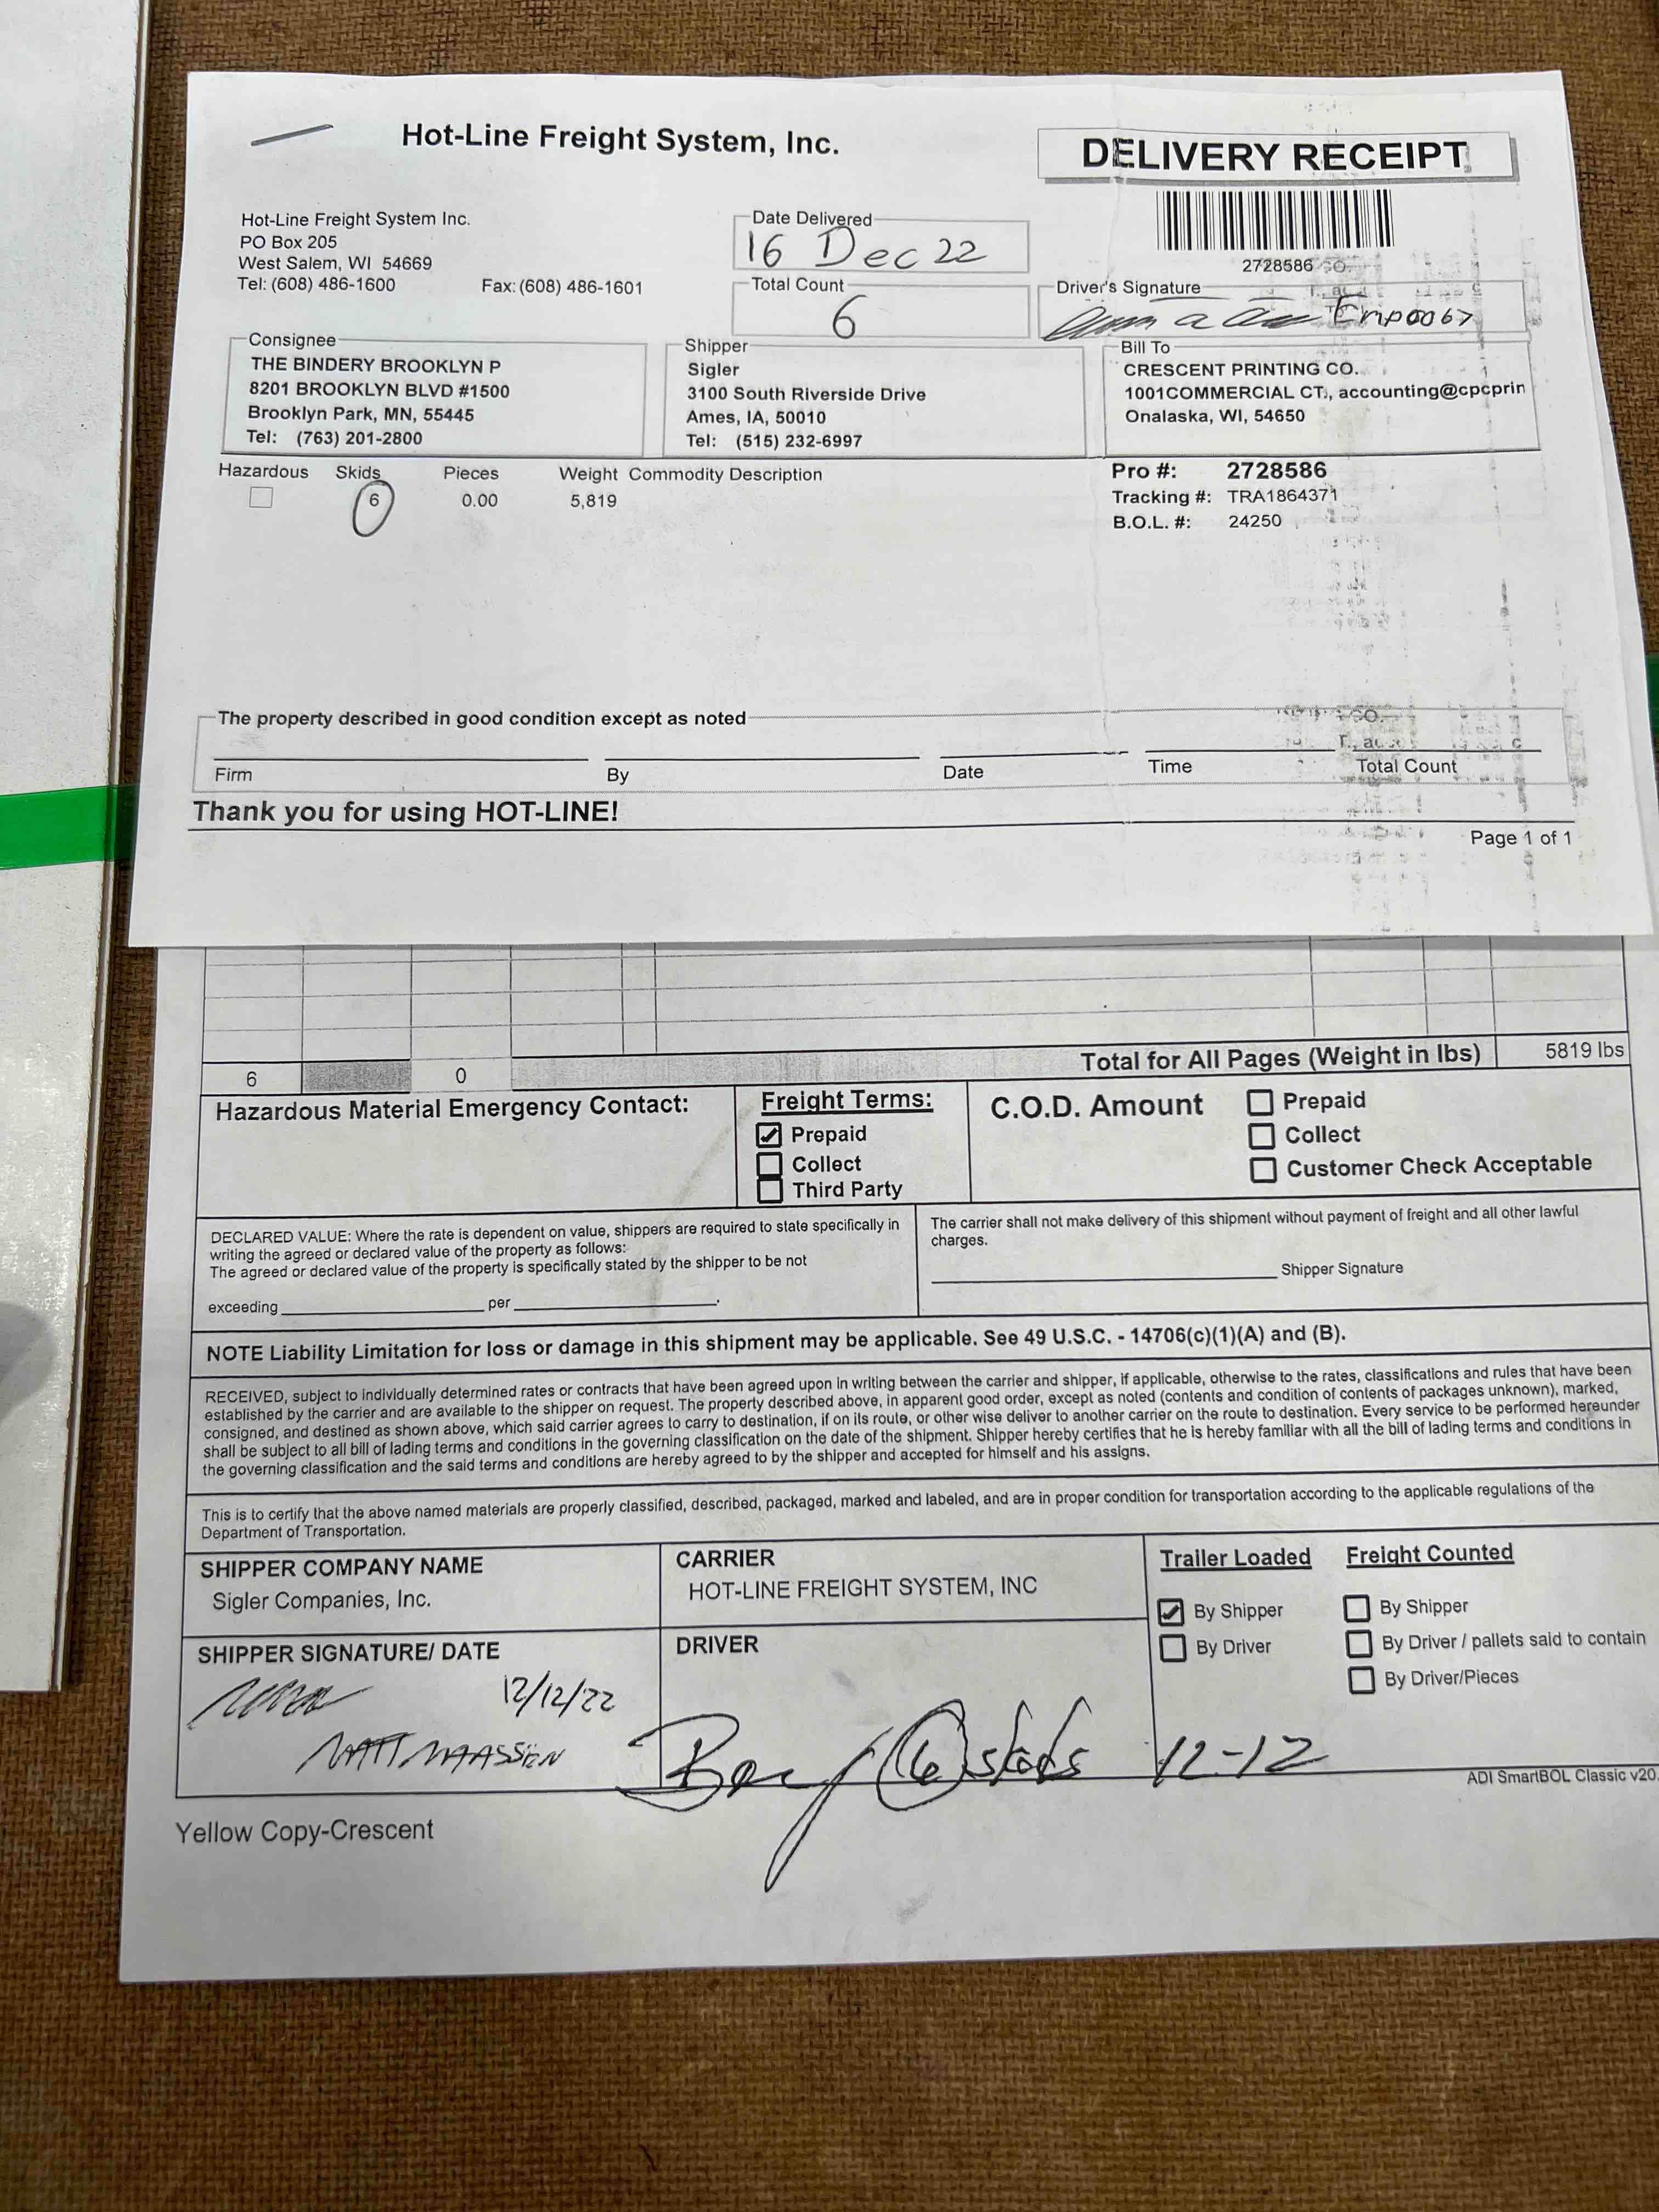 Hot-Line Freight System, Inc.
DELIVERY RECEIPT
Hot-Line Freight System Inc.
PO Box 205
West Salem, WI 54669
Tel: (608) 486-1600 Fax: (608) 486-1601
Date Delivered
16 Dec 22
Total Count
6
2728586
Driver's Signature
Emp0067
Consignee
THE BINDERY BROOKLYN P
8201 BROOKLYN BLVD #1500
Brooklyn Park, MN, 55445
Tel: (763) 201-2800
Shipper
Sigler
3100 South Riverside Drive
Ames, IA, 50010
Tel: (515) 232-6997
Bill To
CRESCENT PRINTING CO.
1001COMMERCIAL CT., accounting@cpcprin
Onalaska, WI, 54650
Hazardous Skids Pieces Weight Commodity Description
6 0.00 5,819
Pro #: 2728586
Tracking #: TRA1864371
B.O.L. #: 24250
The property described in good condition except as noted
Firm By Date Time Total Count
Thank you for using HOT-LINE!
Page 1 of 1
Total for All Pages (Weight in lbs) 5819 lbs
6 0
Hazardous Material Emergency Contact:
Freight Terms:
Prepaid
Collect
Third Party
C.O.D. Amount
Prepaid
Collect
Customer Check Acceptable
DECLARED VALUE: Where the rate is dependent on value, shippers are required to state specifically in
writing the agreed or declared value of the property as follows:
The agreed or declared value of the property is specifically stated by the shipper to be not
exceeding per .
The carrier shall not make delivery of this shipment without payment of freight and all other lawful
charges.
Shipper Signature
NOTE Liability Limitation for loss or damage in this shipment may be applicable. See 49 U.S.C. - 14706(c)(1)(A) and (B).
RECEIVED, subject to individually determined rates or contracts that have been agreed upon in writing between the carrier and shipper, if applicable, otherwise to the rates, classifications and rules that have been
established by the carrier and are available to the shipper on request. The property described above, in apparent good order, except as noted (contents and condition of contents of packages unknown), marked,
consigned, and destined as shown above, which said carrier agrees to carry to destination, if on its route, or other wise deliver to another carrier on the route to destination. Every service to be performed hereunder
shall be subject to all bill of lading terms and conditions in the governing classification on the date of the shipment. Shipper hereby certifies that he is hereby familiar with all the bill of lading terms and conditions in
the governing classification and the said terms and conditions are hereby agreed to by the shipper and accepted for himself and his assigns.
This is to certify that the above named materials are properly classified, described, packaged, marked and labeled, and are in proper condition for transportation according to the applicable regulations of the
Department of Transportation.
SHIPPER COMPANY NAME
Sigler Companies, Inc.
CARRIER
HOT-LINE FREIGHT SYSTEM, INC
Trailer Loaded
By Shipper
By Driver
Freight Counted
By Shipper
By Driver / pallets said to contain
By Driver/Pieces
SHIPPER SIGNATURE/ DATE
12/12/22
MATT MAASSEN
DRIVER
(6) skids 12-12
ADI SmartBOL Classic v20.
Yellow Copy-Crescent